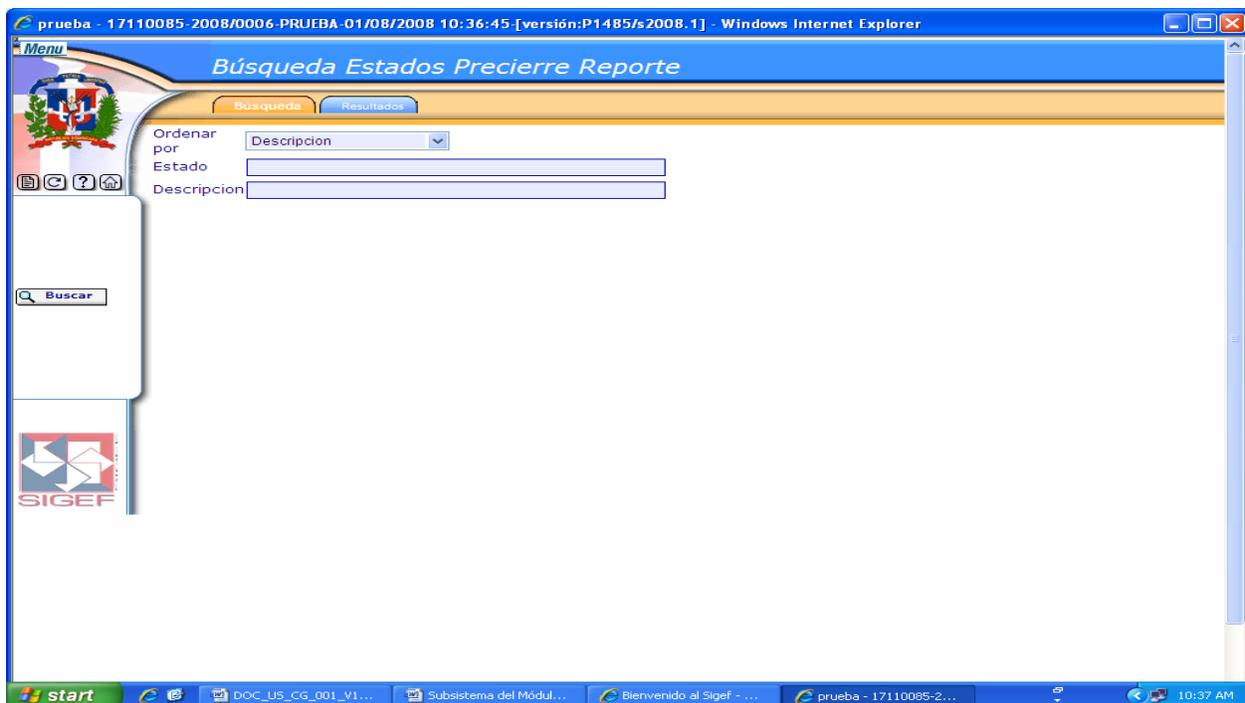 prueba - 17110085-2008/0006-PRUEBA-01/08/2008 10:36:45-[versión:P1485/s2008.1] - Windows Internet Explorer
Menu
Búsqueda Estados Precierre Reporte
Búsqueda
Resultados
Ordenar por
Descripcion
Estado
Descripcion
Buscar
SIGEF
start
DOC_US_CG_001_V1...
Subsistema del Módul...
Bienvenido al Sigef - ...
prueba - 17110085-2...
10:37 AM